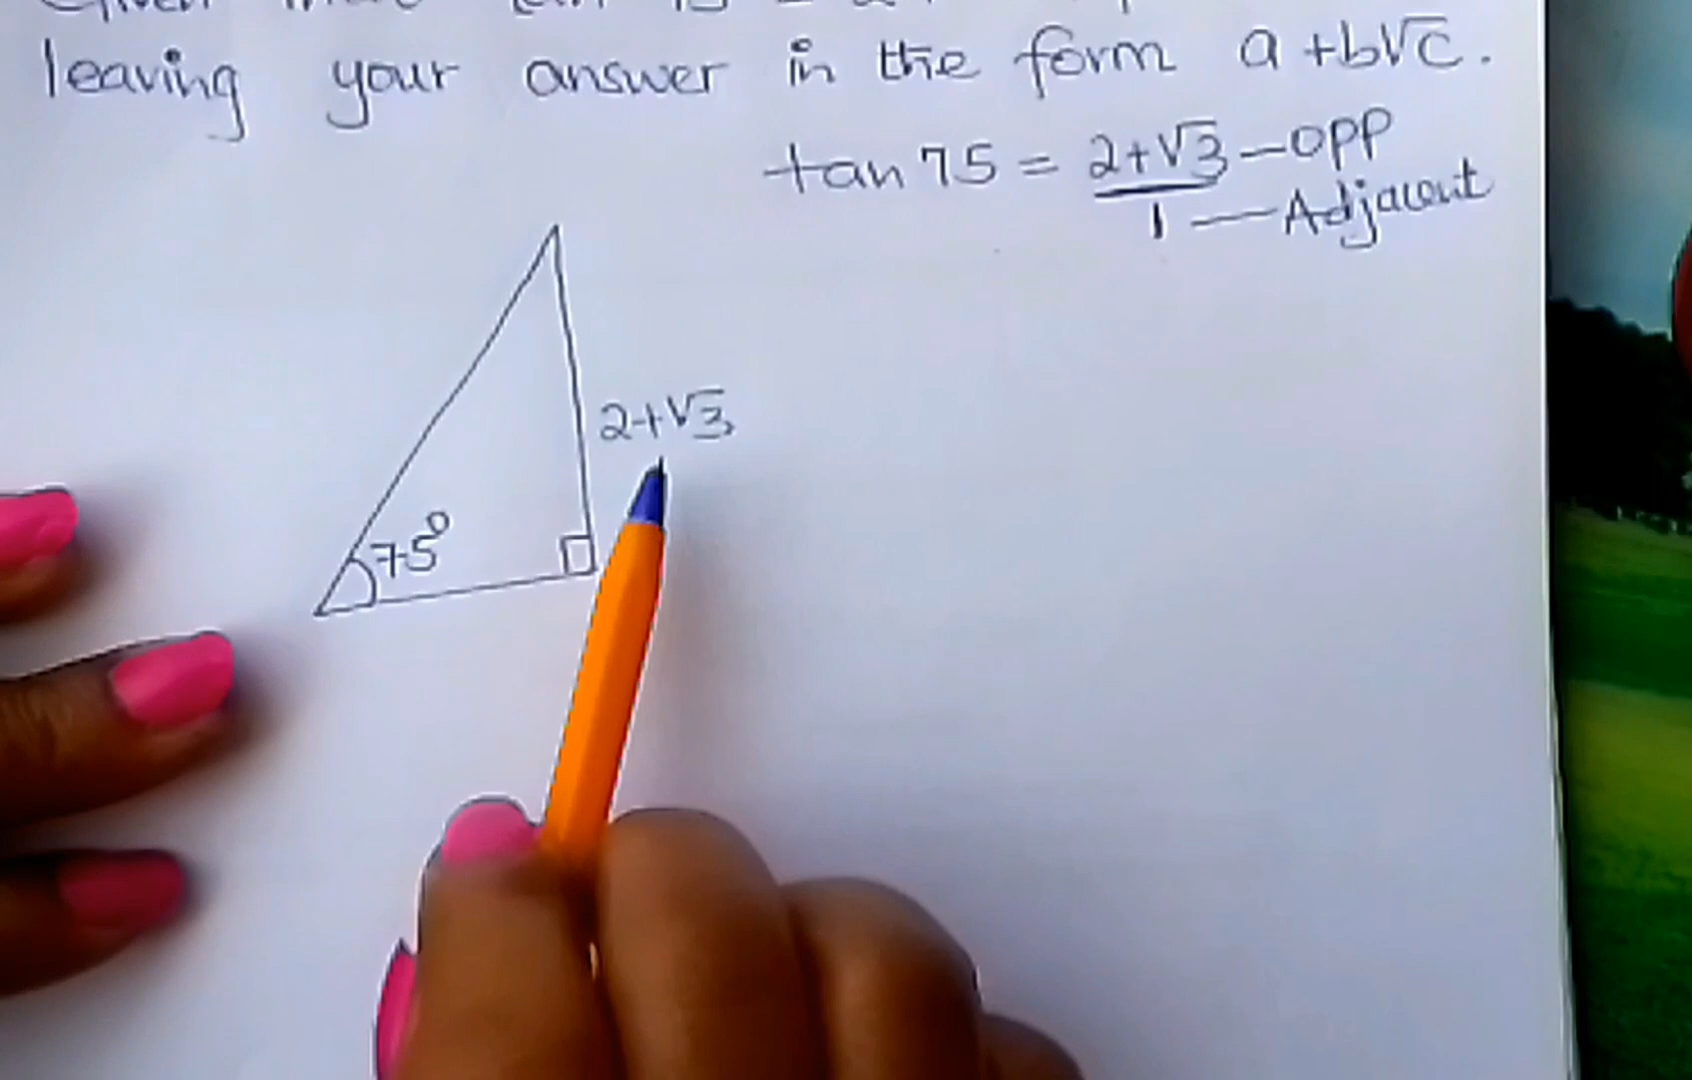 leaving your answer in the form a+b√c.
tan 75 = 2+√3 — OPP
1 — Adjacent
2+√3
75°